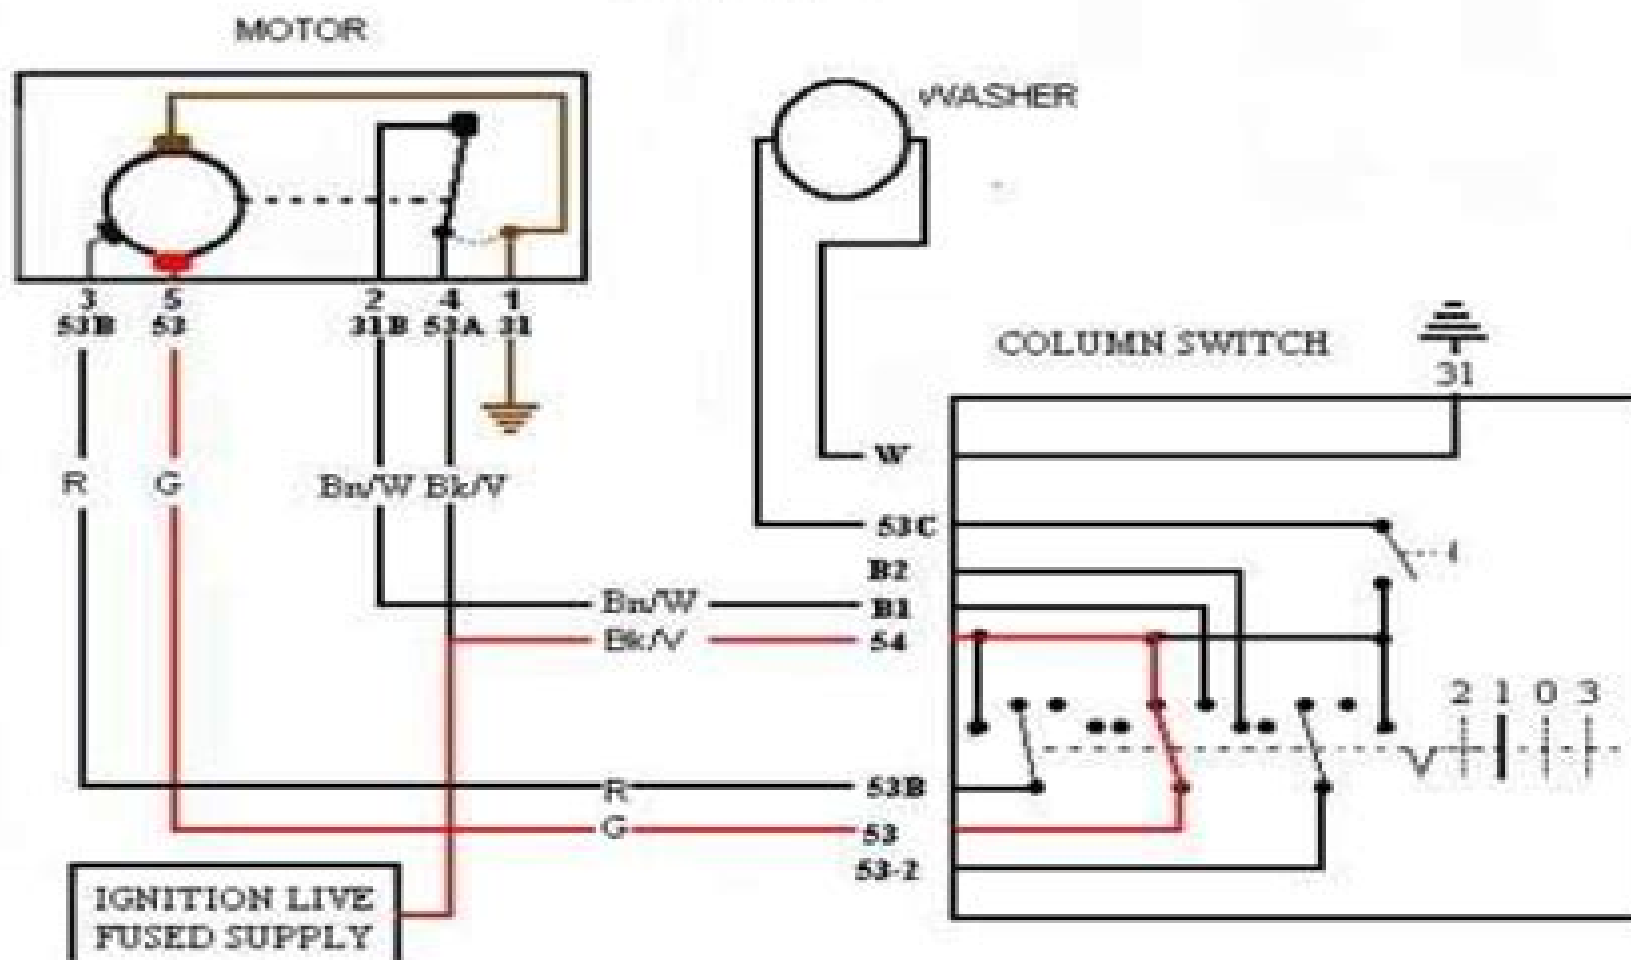 MOTOR
WASHER
3 5 2 4 1
53B 53 31B 53A 31
COLUMN SWITCH
31
W
R G Bn/W Bk/V
53C
B2
Bn/W B1
Bk/V 54
2 1 0 3
R 53B
G 53
53-2
IGNITION LIVE
FUSED SUPPLY